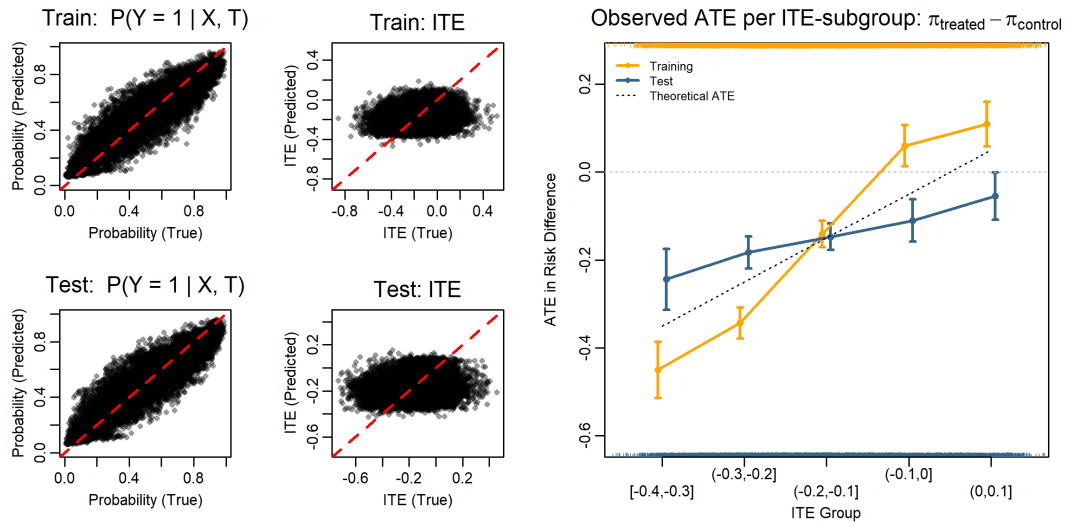 Train:  P(Y = 1 | X, T)
Probability (Predicted)
0.0 0.4 0.8
0.0 0.4 0.8
Probability (True)
Train: ITE
ITE (Predicted)
-0.8 -0.4 0.0 0.4
-0.8 -0.4 0.0 0.4
ITE (True)
Test:  P(Y = 1 | X, T)
Probability (Predicted)
0.0 0.4 0.8
0.0 0.4 0.8
Probability (True)
Test: ITE
ITE (Predicted)
-0.6 -0.2 0.2
-0.6 -0.2 0.2
ITE (True)
Observed ATE per ITE-subgroup: πtreated − πcontrol
Training
Test
Theoretical ATE
ATE in Risk Difference
-0.6 -0.4 -0.2 0.0 0.2
[-0.4,-0.3] (-0.3,-0.2] (-0.2,-0.1] (-0.1,0] (0,0.1]
ITE Group